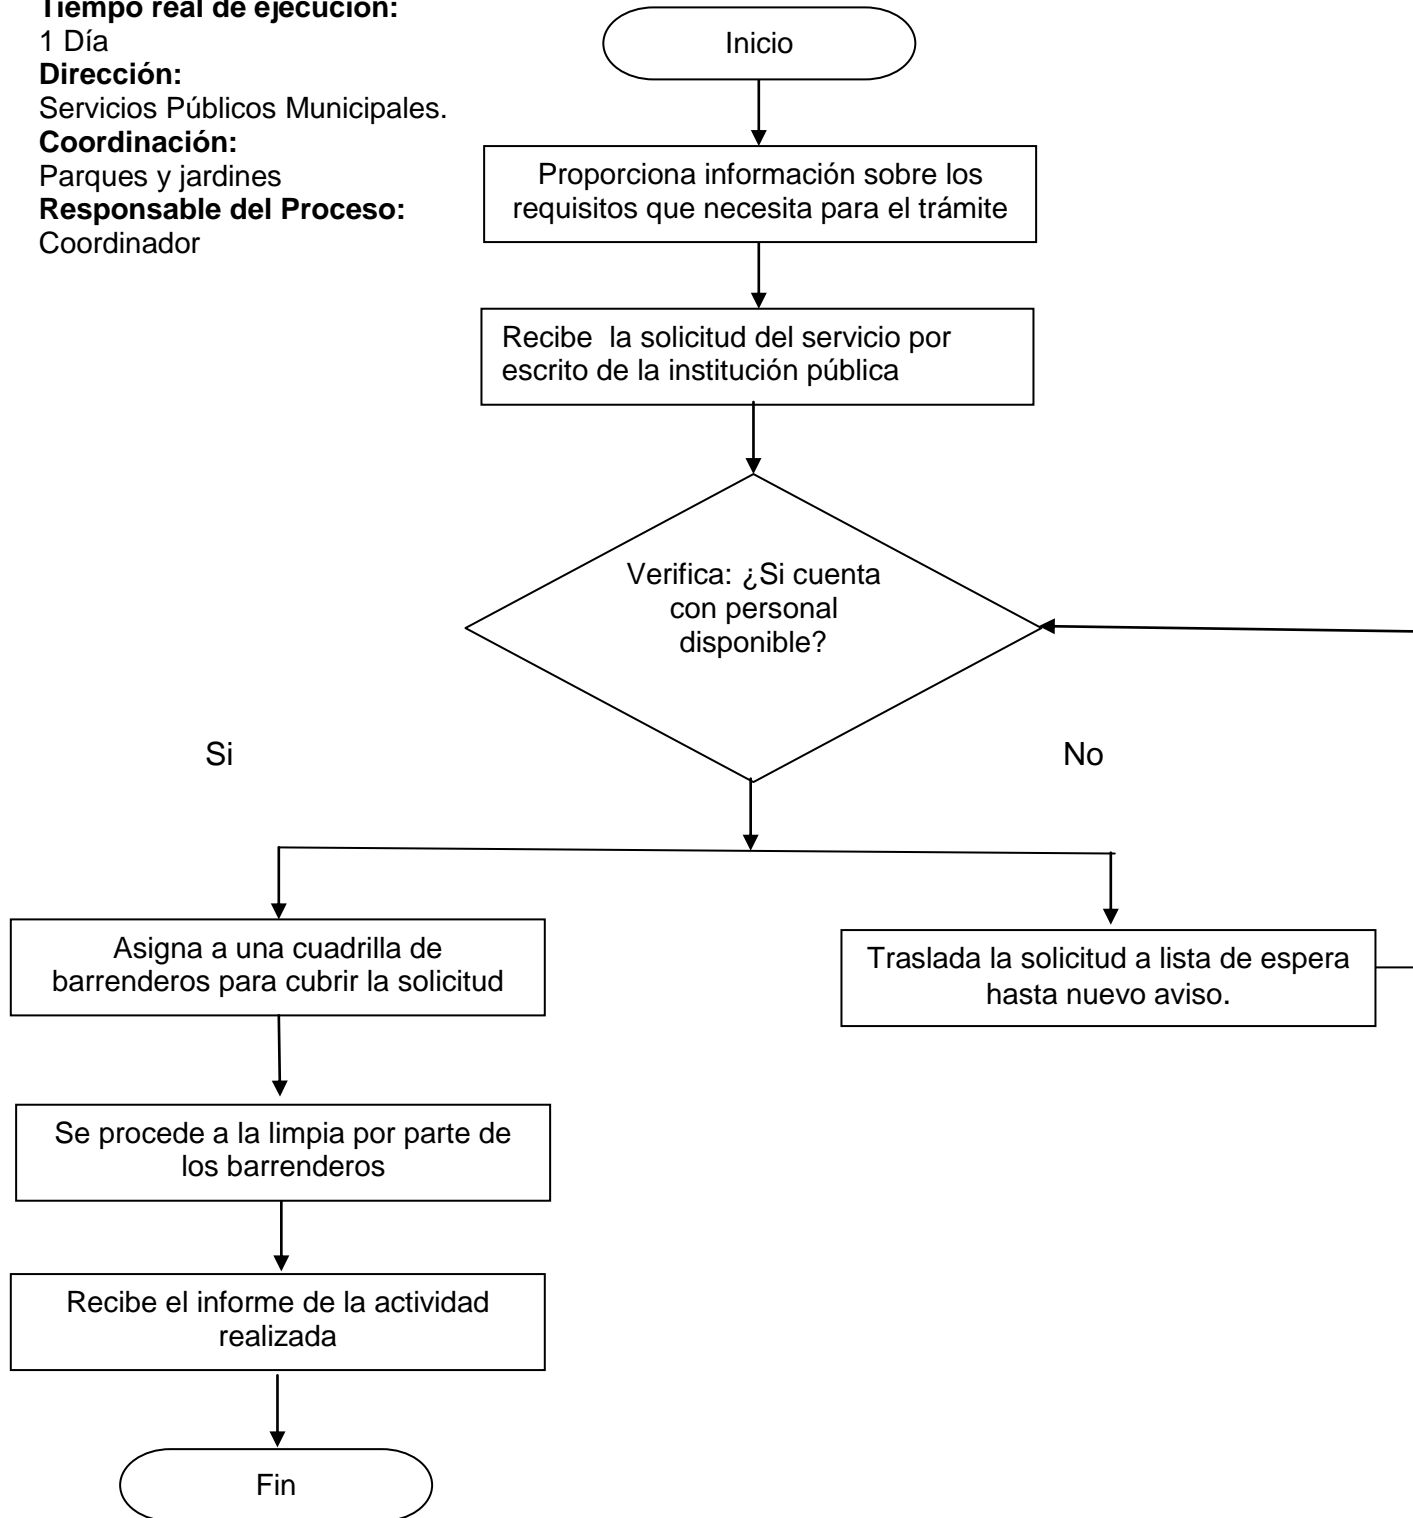 Tiempo real de ejecución:
1 Día
Dirección:
Servicios Públicos Municipales.
Coordinación:
Parques y jardines
Responsable del Proceso:
Coordinador
Inicio
Proporciona información sobre los
requisitos que necesita para el trámite
Recibe  la solicitud del servicio por
escrito de la institución pública
Verifica: ¿Si cuenta
con personal
disponible?
Si
No
Asigna a una cuadrilla de
barrenderos para cubrir la solicitud
Traslada la solicitud a lista de espera
hasta nuevo aviso.
Se procede a la limpia por parte de
los barrenderos
Recibe el informe de la actividad
realizada
Fin